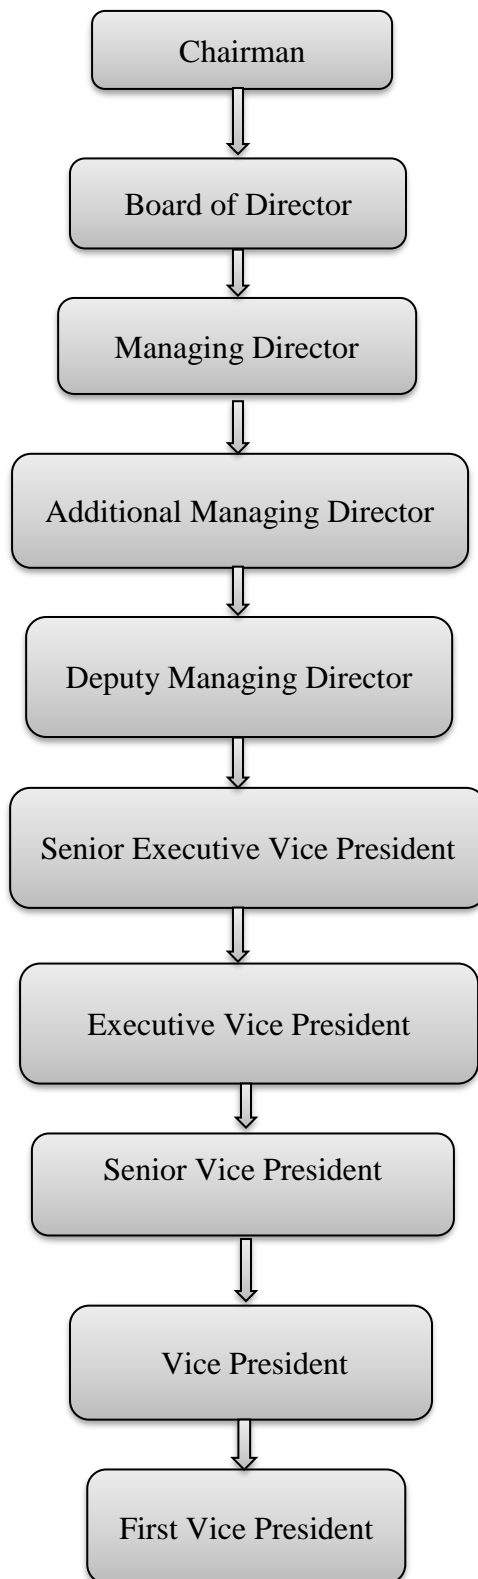 Chairman
Board of Director
Managing Director
Additional Managing Director
Deputy Managing Director
Senior Executive Vice President
Executive Vice President
Senior Vice President
Vice President
First Vice President